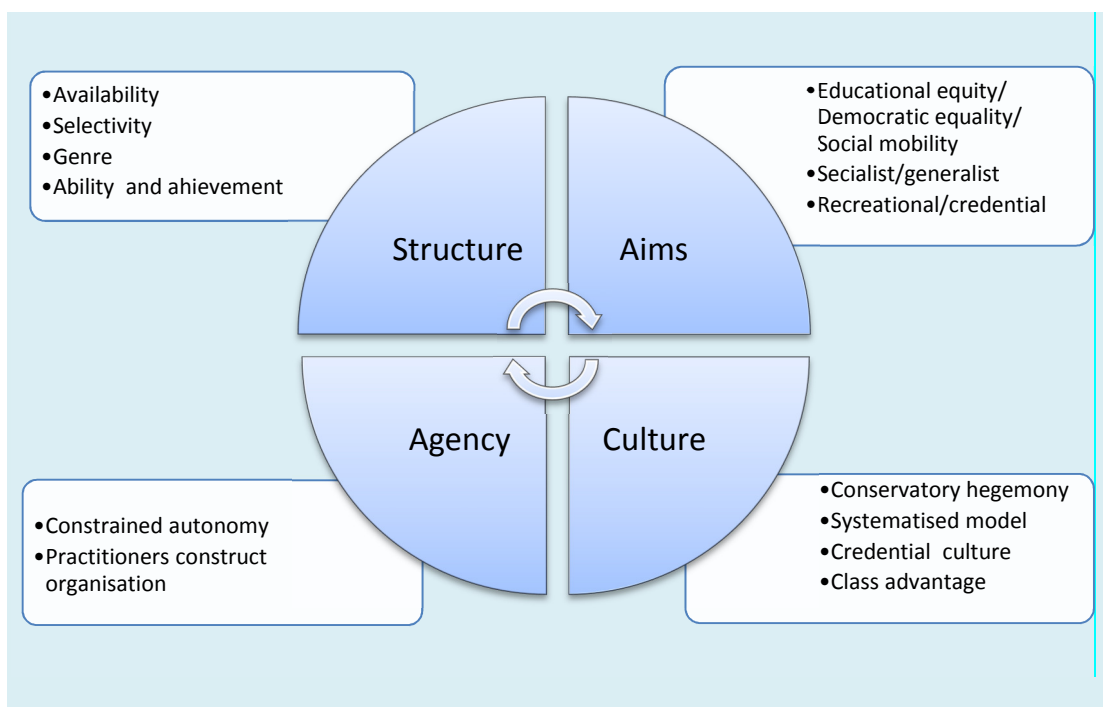 •Availability
•Selectivity
•Genre
•Ability and ahievement
•Educational equity/
Democratic equality/
Social mobility
•Secialist/generalist
•Recreational/credential
Structure
Aims
Agency
Culture
•Constrained autonomy
•Practitioners construct
organisation
•Conservatory hegemony
•Systematised model
•Credential culture
•Class advantage